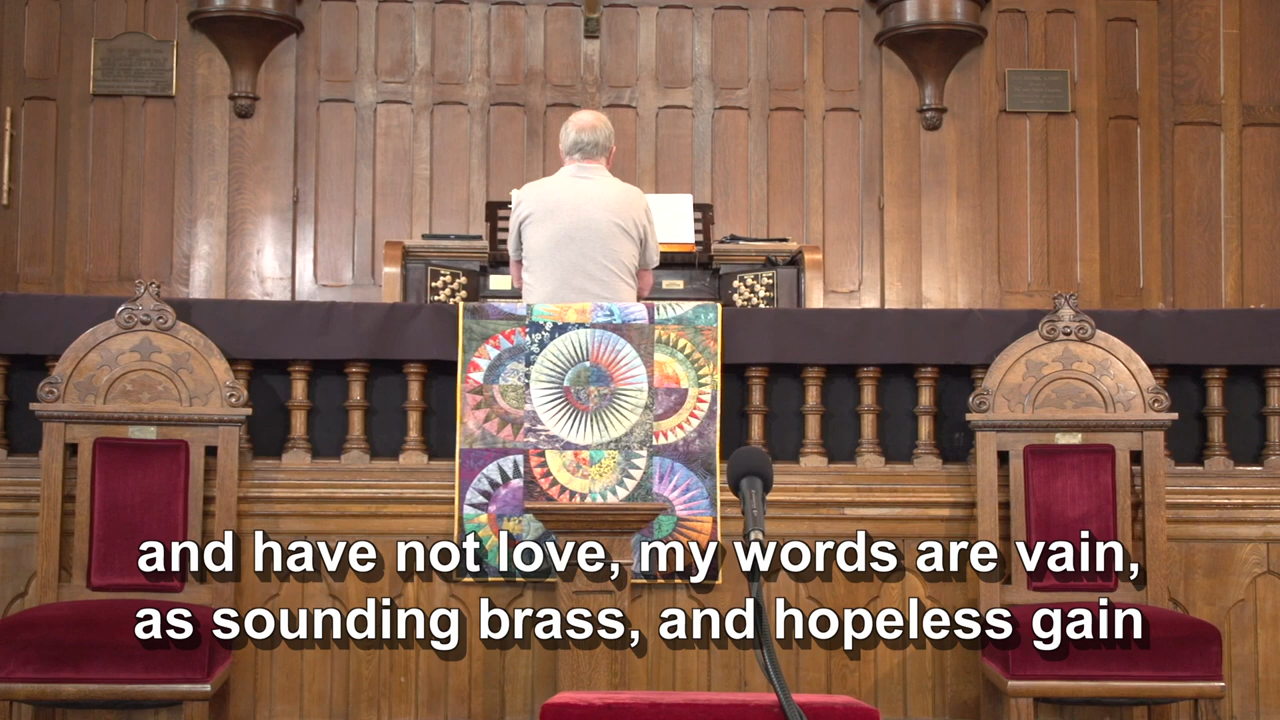 and have not love, my words are vain,
as sounding brass, and hopeless gain